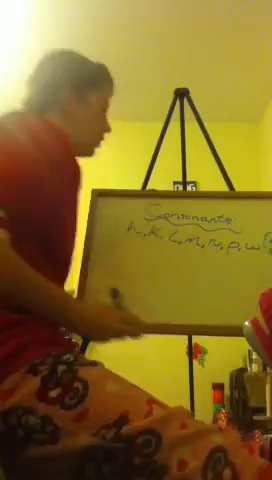 Consonants
h, K, l, m, n, p, w